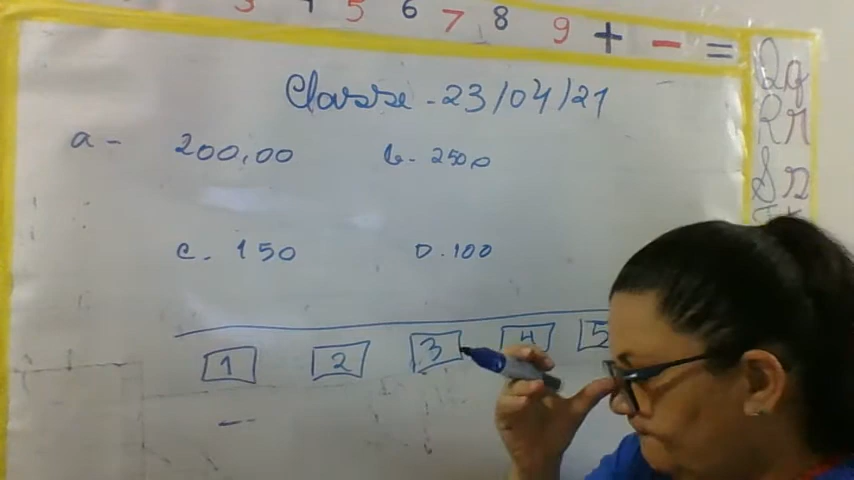 5 6 7 8 9 + - =
Classe - 23/04/21
a - 200,00 b - 250,0
c. 150 D. 100
1 2 3 4 5
Qq
Rr
Ss